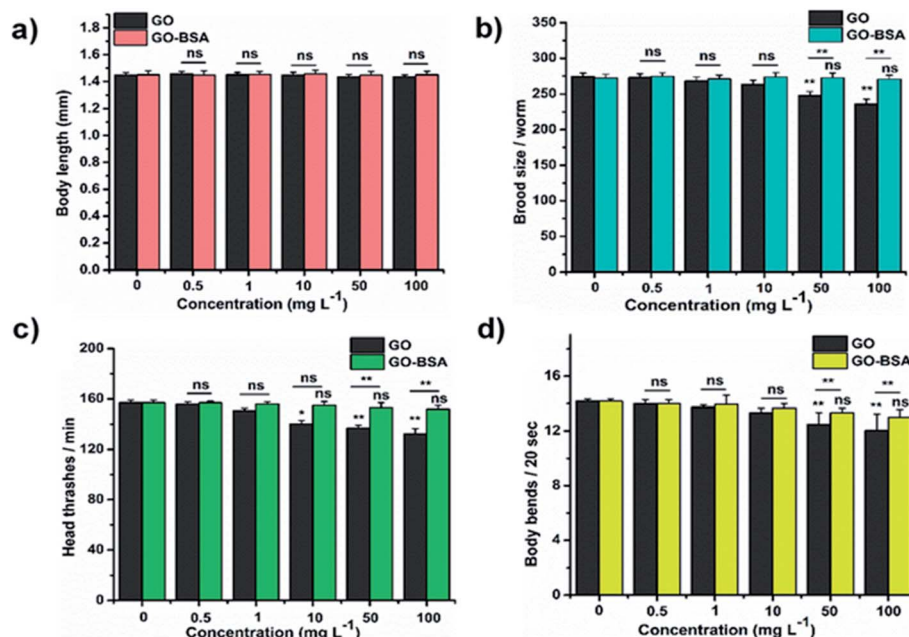 a)
GO
GO-BSA
1.8
1.6
1.4
1.2
1.0
0.8
0.6
0.4
0.2
0.0
Body length (mm)
ns ns ns ns ns
0 0.5 1 10 50 100
Concentration (mg L-1)
b)
GO
GO-BSA
350
300
250
200
150
100
50
0
Brood size / worm
ns ns ns ** **
ns ns
** **
0 0.5 1 10 50 100
Concentration (mg L-1)
c)
GO
GO-BSA
200
160
120
80
40
0
Head thrashes / min
ns ns ns ** **
ns ns ns
* ** **
0 0.5 1 10 50 100
Concentration (mg L-1)
d)
GO
GO-BSA
16
12
8
4
0
Body bends / 20 sec
ns ns ns ** **
** ns ** ns
0 0.5 1 10 50 100
Concentration (mg L-1)